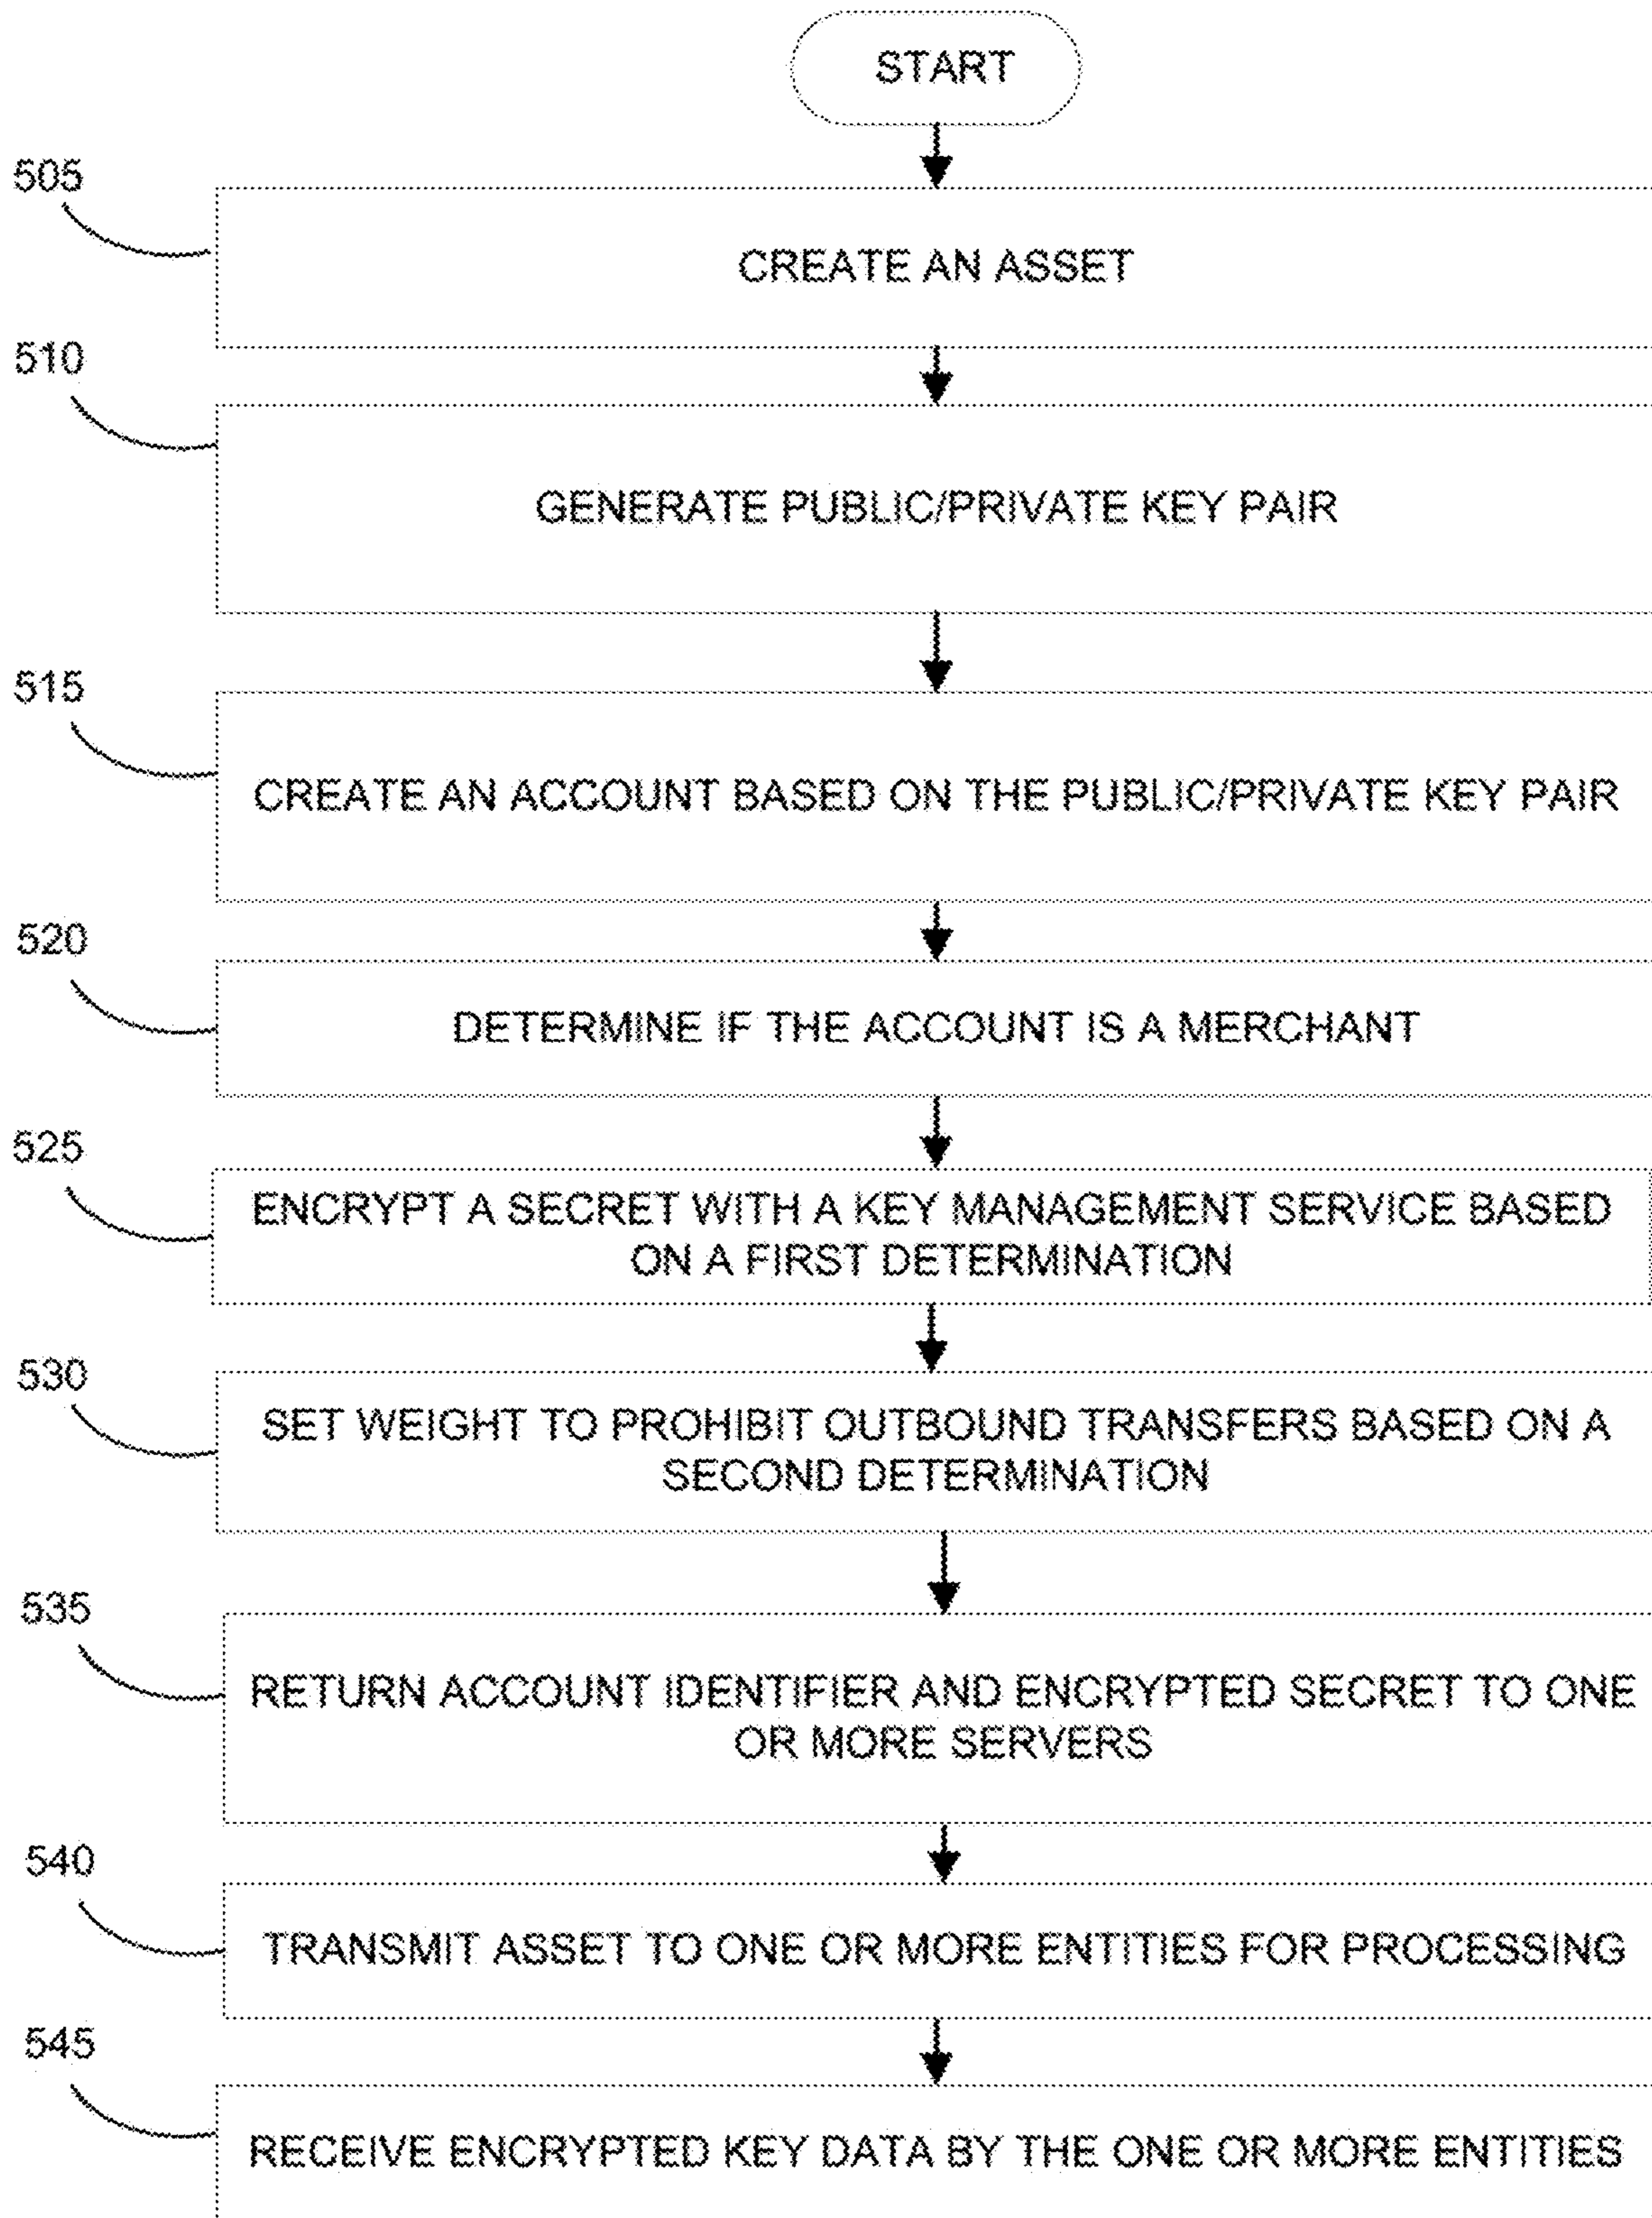 START
505
CREATE AN ASSET
510
GENERATE PUBLIC/PRIVATE KEY PAIR
515
CREATE AN ACCOUNT BASED ON THE PUBLIC/PRIVATE KEY PAIR
520
DETERMINE IF THE ACCOUNT IS A MERCHANT
525
ENCRYPT A SECRET WITH A KEY MANAGEMENT SERVICE BASED
ON A FIRST DETERMINATION
530
SET WEIGHT TO PROHIBIT OUTBOUND TRANSFERS BASED ON A
SECOND DETERMINATION
535
RETURN ACCOUNT IDENTIFIER AND ENCRYPTED SECRET TO ONE
OR MORE SERVERS
540
TRANSMIT ASSET TO ONE OR MORE ENTITIES FOR PROCESSING
545
RECEIVE ENCRYPTED KEY DATA BY THE ONE OR MORE ENTITIES